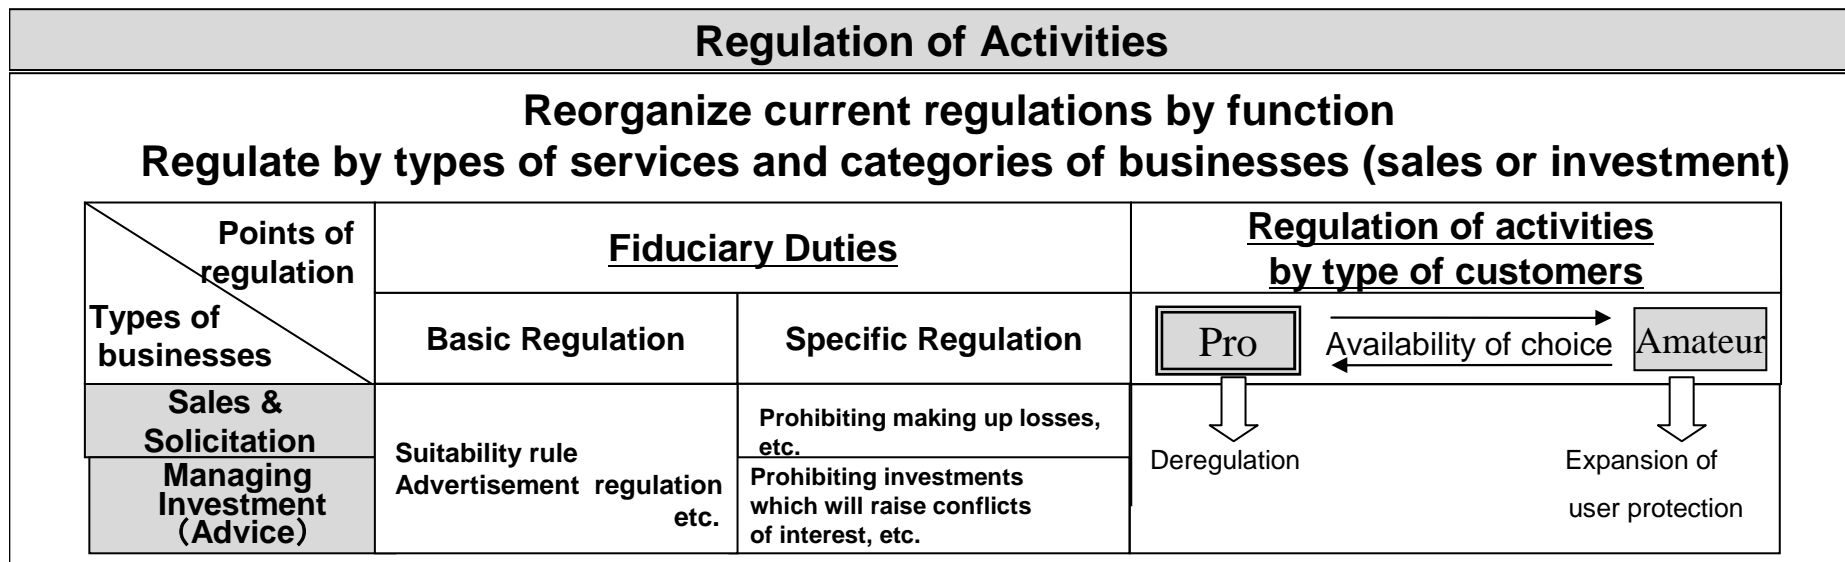 Regulation of Activities
Reorganize current regulations by function
Regulate by types of services and categories of businesses (sales or investment)
Points of
regulation
Types of
businesses
Fiduciary Duties
Regulation of activities
by type of customers
Basic Regulation
Specific Regulation
Pro
Availability of choice
Amateur
Sales &
Solicitation
Managing
Investment
（Advice）
Suitability rule
Advertisement regulation
etc.
Prohibiting making up losses,
etc.
Prohibiting investments
which will raise conflicts
of interest, etc.
Deregulation
Expansion of
user protection